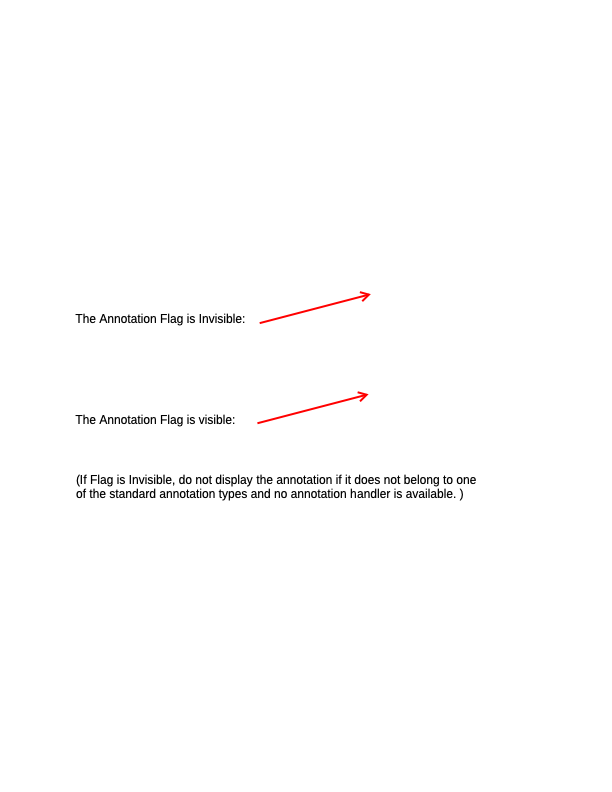 The Annotation Flag is Invisible:
The Annotation Flag is visible:
(If Flag is Invisible, do not display the annotation if it does not belong to one
of the standard annotation types and no annotation handler is available. )